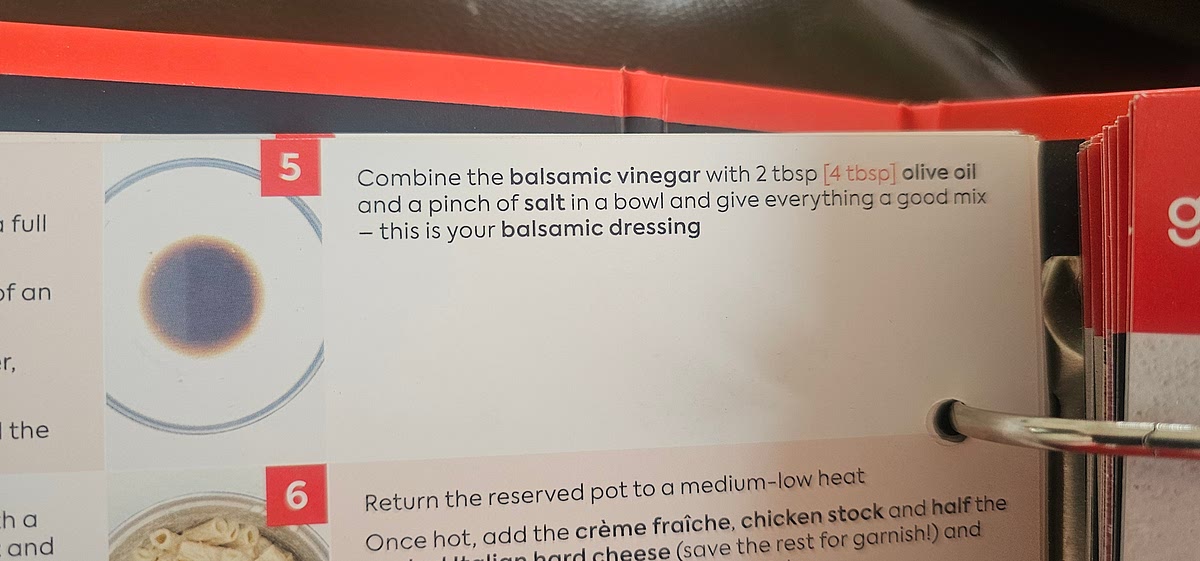 a full
of an
the
h a
and
5
Combine the balsamic vinegar with 2 tbsp [4 tbsp] olive oil
and a pinch of salt in a bowl and give everything a good mix
– this is your balsamic dressing
6
Return the reserved pot to a medium-low heat
Once hot, add the crème fraîche, chicken stock and half the
Italian hard cheese (save the rest for garnish!) and
g